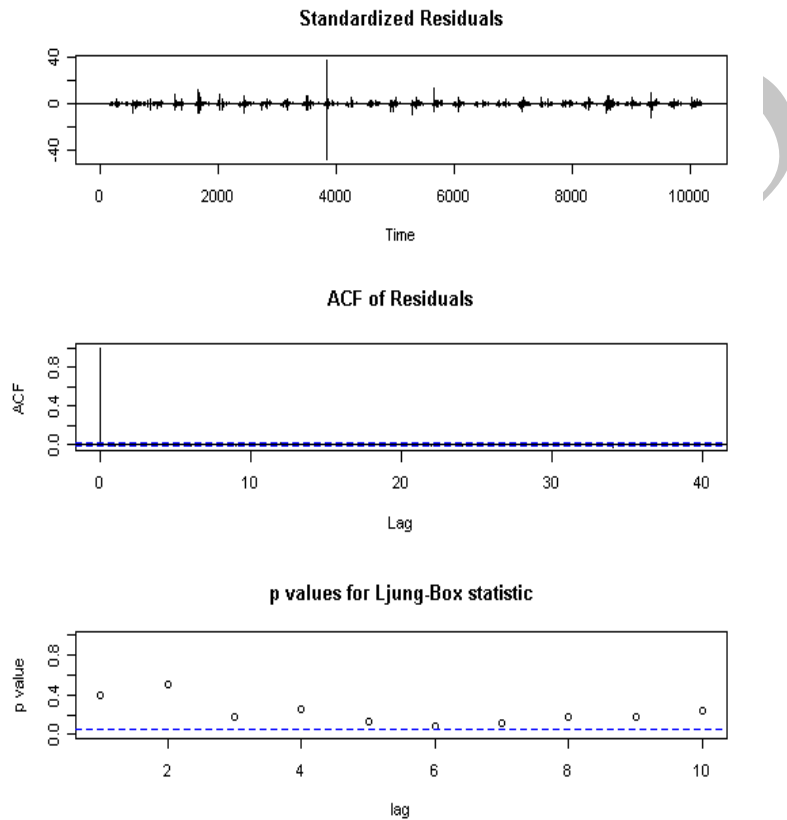 Standardized Residuals
40
0
-40
0 2000 4000 6000 8000 10000
Time
ACF of Residuals
ACF
0.8
0.4
0.0
0 10 20 30 40
Lag
p values for Ljung-Box statistic
p value
0.8
0.4
0.0
2 4 6 8 10
lag